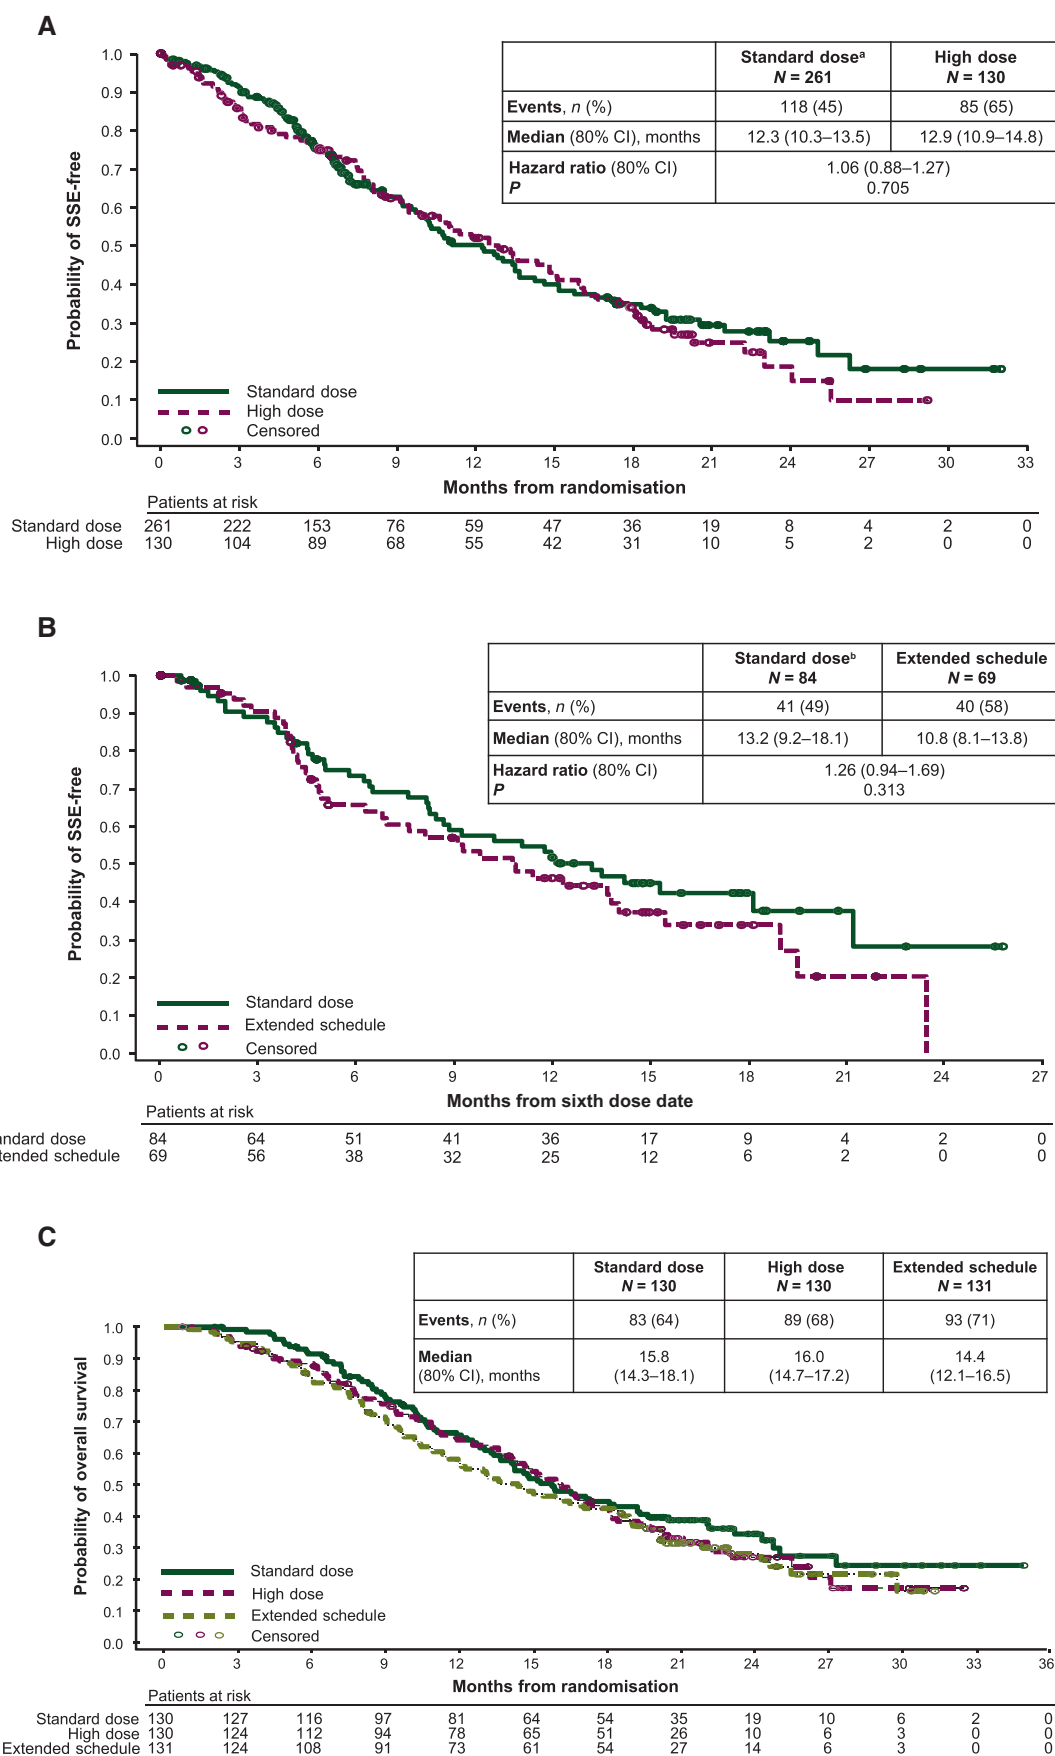 A
Standard doseᵃ High dose
N = 261 N = 130
Events, n (%) 118 (45) 85 (65)
Median (80% CI), months 12.3 (10.3–13.5) 12.9 (10.9–14.8)
Hazard ratio (80% CI) 1.06 (0.88–1.27)
P 0.705
Probability of SSE-free
1.0
0.9
0.8
0.7
0.6
0.5
0.4
0.3
0.2
0.1
0.0
Standard dose
High dose
Censored
0 3 6 9 12 15 18 21 24 27 30 33
Months from randomisation
Patients at risk
Standard dose 261 222 153 76 59 47 36 19 8 4 2 0
High dose 130 104 89 68 55 42 31 10 5 2 0 0
B
Standard doseᵇ Extended schedule
N = 84 N = 69
Events, n (%) 41 (49) 40 (58)
Median (80% CI), months 13.2 (9.2–18.1) 10.8 (8.1–13.8)
Hazard ratio (80% CI) 1.26 (0.94–1.69)
P 0.313
Probability of SSE-free
1.0
0.9
0.8
0.7
0.6
0.5
0.4
0.3
0.2
0.1
0.0
Standard dose
Extended schedule
Censored
0 3 6 9 12 15 18 21 24 27
Months from sixth dose date
Patients at risk
andard dose 84 64 51 41 36 17 9 4 2 0
tended schedule 69 56 38 32 25 12 6 2 0 0
C
Standard dose High dose Extended schedule
N = 130 N = 130 N = 131
Events, n (%) 83 (64) 89 (68) 93 (71)
Median 15.8 16.0 14.4
(80% CI), months (14.3–18.1) (14.7–17.2) (12.1–16.5)
Probability of overall survival
1.0
0.9
0.8
0.7
0.6
0.5
0.4
0.3
0.2
0.1
0.0
Standard dose
High dose
Extended schedule
Censored
0 3 6 9 12 15 18 21 24 27 30 33 36
Months from randomisation
Patients at risk
Standard dose 130 127 116 97 81 64 54 35 19 10 6 2 0
High dose 130 124 112 94 78 65 51 26 10 6 3 0 0
Extended schedule 131 124 108 91 73 61 54 27 14 6 3 0 0